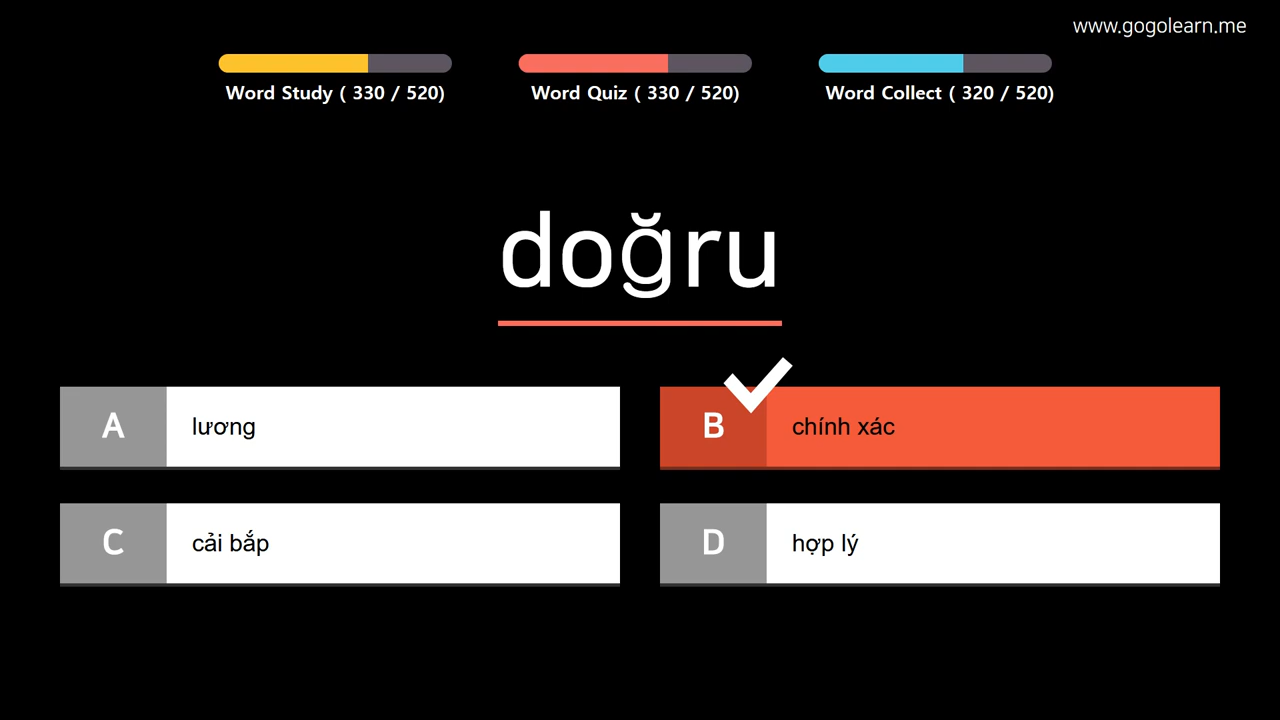 www.gogolearn.me
Word Study ( 330 / 520)
Word Quiz ( 330 / 520)
Word Collect ( 320 / 520)
doğru
A
lương
B
chính xác
C
cải bắp
D
hợp lý